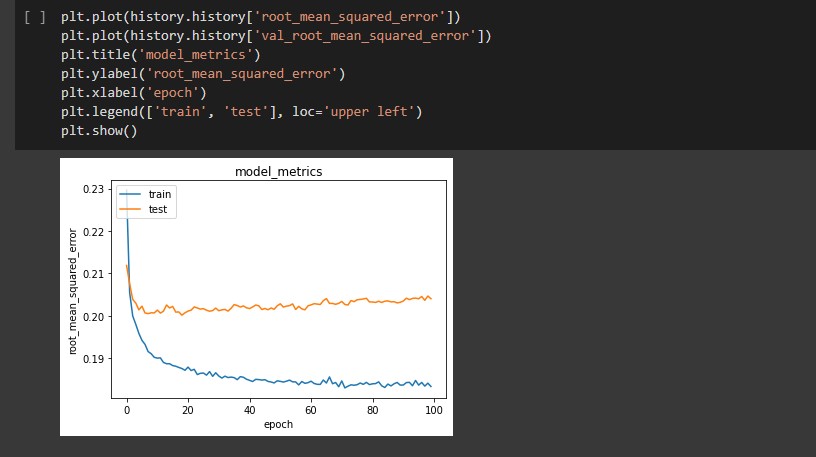 [ ] plt.plot(history.history['root_mean_squared_error'])
plt.plot(history.history['val_root_mean_squared_error'])
plt.title('model_metrics')
plt.ylabel('root_mean_squared_error')
plt.xlabel('epoch')
plt.legend(['train', 'test'], loc='upper left')
plt.show()
model_metrics
train
test
root_mean_squared_error
0.23
0.22
0.21
0.20
0.19
0 20 40 60 80 100
epoch